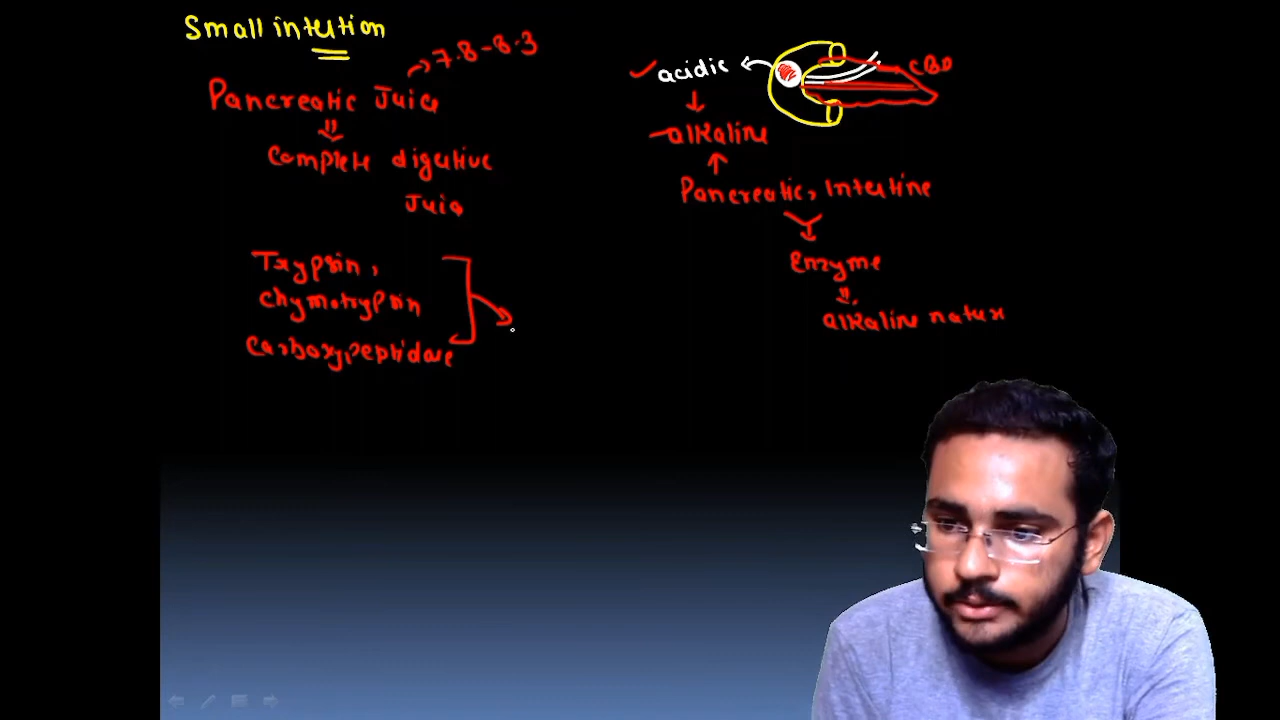 Small intertion
7.8-8.3
Pancreatic Juice
Complete digestive
Juice
Trypsin,
Chymotrypsin
Carboxypeptidase
acidic
CBD
alkaline
Pancreatic, Intestine
Enzyme
alkaline nature